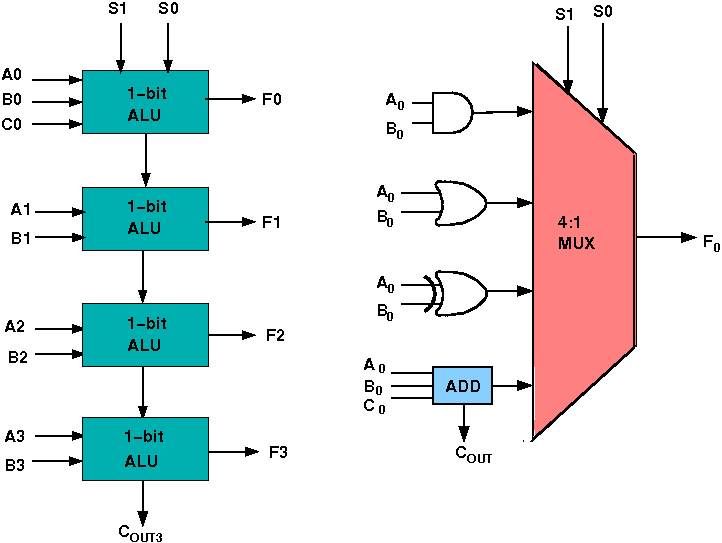 S1 S0
A0
B0
C0
1-bit
ALU
F0
A1
B1
1-bit
ALU
F1
A2
B2
1-bit
ALU
F2
A3
B3
1-bit
ALU
F3
COUT3
S1 S0
A0
B0
A0
B0
A0
B0
A0
B0
C0
ADD
COUT
4:1
MUX
F0